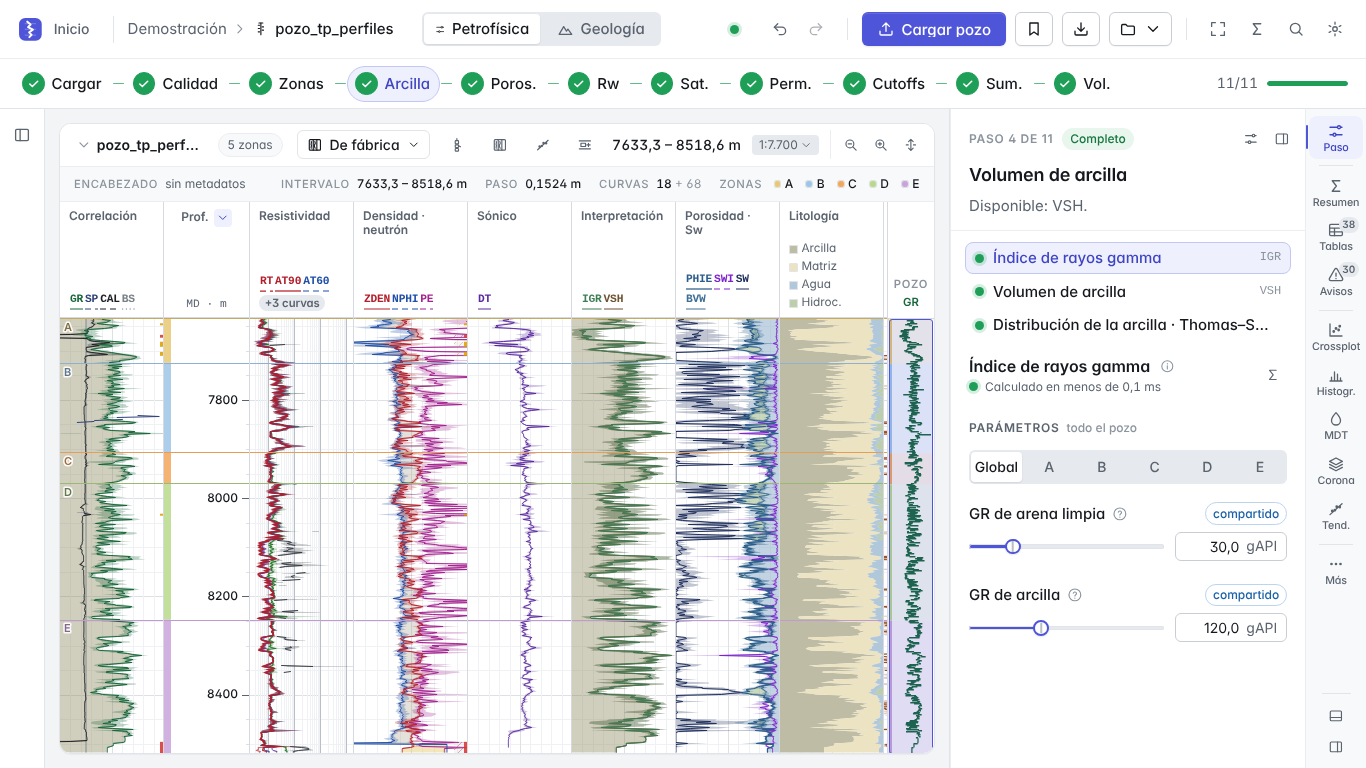 Inicio
Demostración
pozo_tp_perfiles
Petrofísica
Geología
Cargar pozo
Cargar
Calidad
Zonas
Arcilla
Poros.
Rw
Sat.
Perm.
Cutoffs
Sum.
Vol.
11/11
pozo_tp_perf…
5 zonas
De fábrica
7633,3 – 8518,6 m
1:7.700
ENCABEZADO sin metadatos
INTERVALO 7633,3 – 8518,6 m
PASO 0,1524 m
CURVAS 18 + 68
ZONAS A B C D E
Correlación
Prof.
Resistividad
Densidad · neutrón
Sónico
Interpretación
Porosidad · Sw
Litología
Arcilla
Matriz
Agua
Hidroc.
GR SP CAL BS
MD · m
RT AT90 AT60
+3 curvas
ZDEN NPHI PE
DT
IGR VSH
PHIE SWI SW
BVW
POZO
GR
A
B
C
D
E
7800
8000
8200
8400
PASO 4 DE 11
Completo
Volumen de arcilla
Disponible: VSH.
Índice de rayos gamma IGR
Volumen de arcilla VSH
Distribución de la arcilla · Thomas–S…
Índice de rayos gamma
Calculado en menos de 0,1 ms
Σ
PARÁMETROS todo el pozo
Global A B C D E
GR de arena limpia
compartido
30,0 gAPI
GR de arcilla
compartido
120,0 gAPI
Paso
Resumen
38
Tablas
30
Avisos
Crossplot
Histogr.
MDT
Corona
Tend.
Más